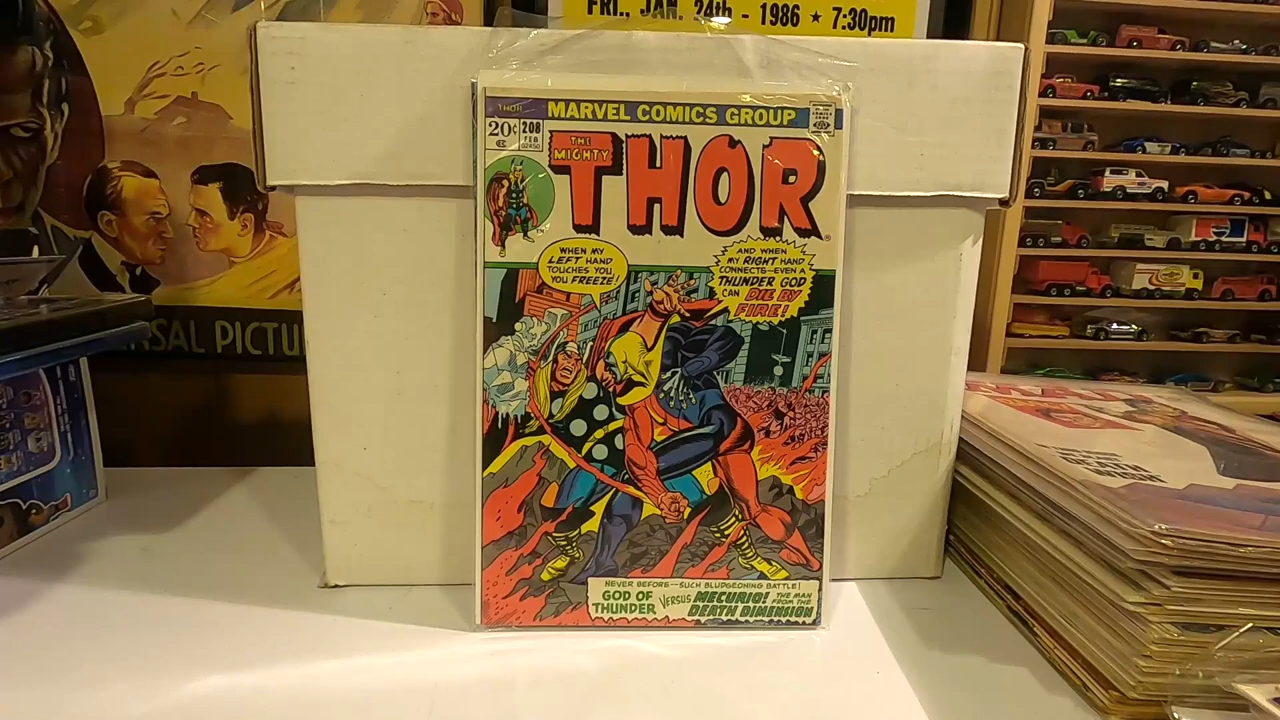 FRI., JAN. 24th - 1986 ★ 7:30pm
THOR
MARVEL COMICS GROUP
20¢
208
FEB
02450
THE
MIGHTY
THOR
WHEN MY
LEFT HAND
TOUCHES YOU,
YOU FREEZE!
AND WHEN
MY RIGHT HAND
CONNECTS--EVEN A
THUNDER GOD
CAN DIE BY
FIRE!
NEVER BEFORE--SUCH BLUDGEONING BATTLE!
GOD OF
THUNDER
VERSUS
MECURIO! THE MAN
FROM THE
DEATH DIMENSION
RSAL PICTU